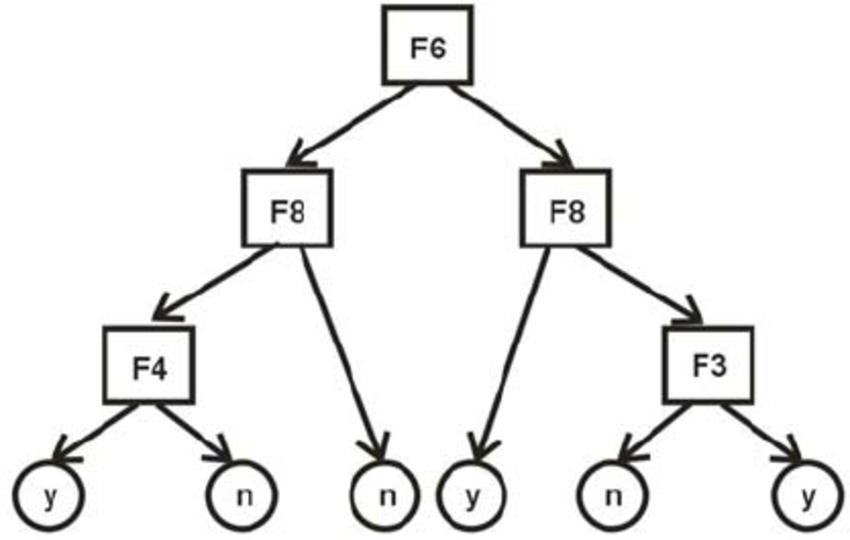 F6
F8 F8
F4 F3
y n n y n y